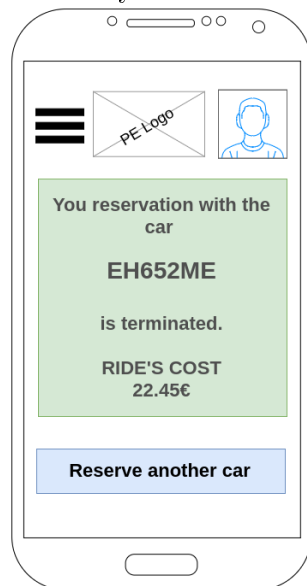 PE Logo
You reservation with the
car
EH652ME
is terminated.
RIDE'S COST
22.45€
Reserve another car